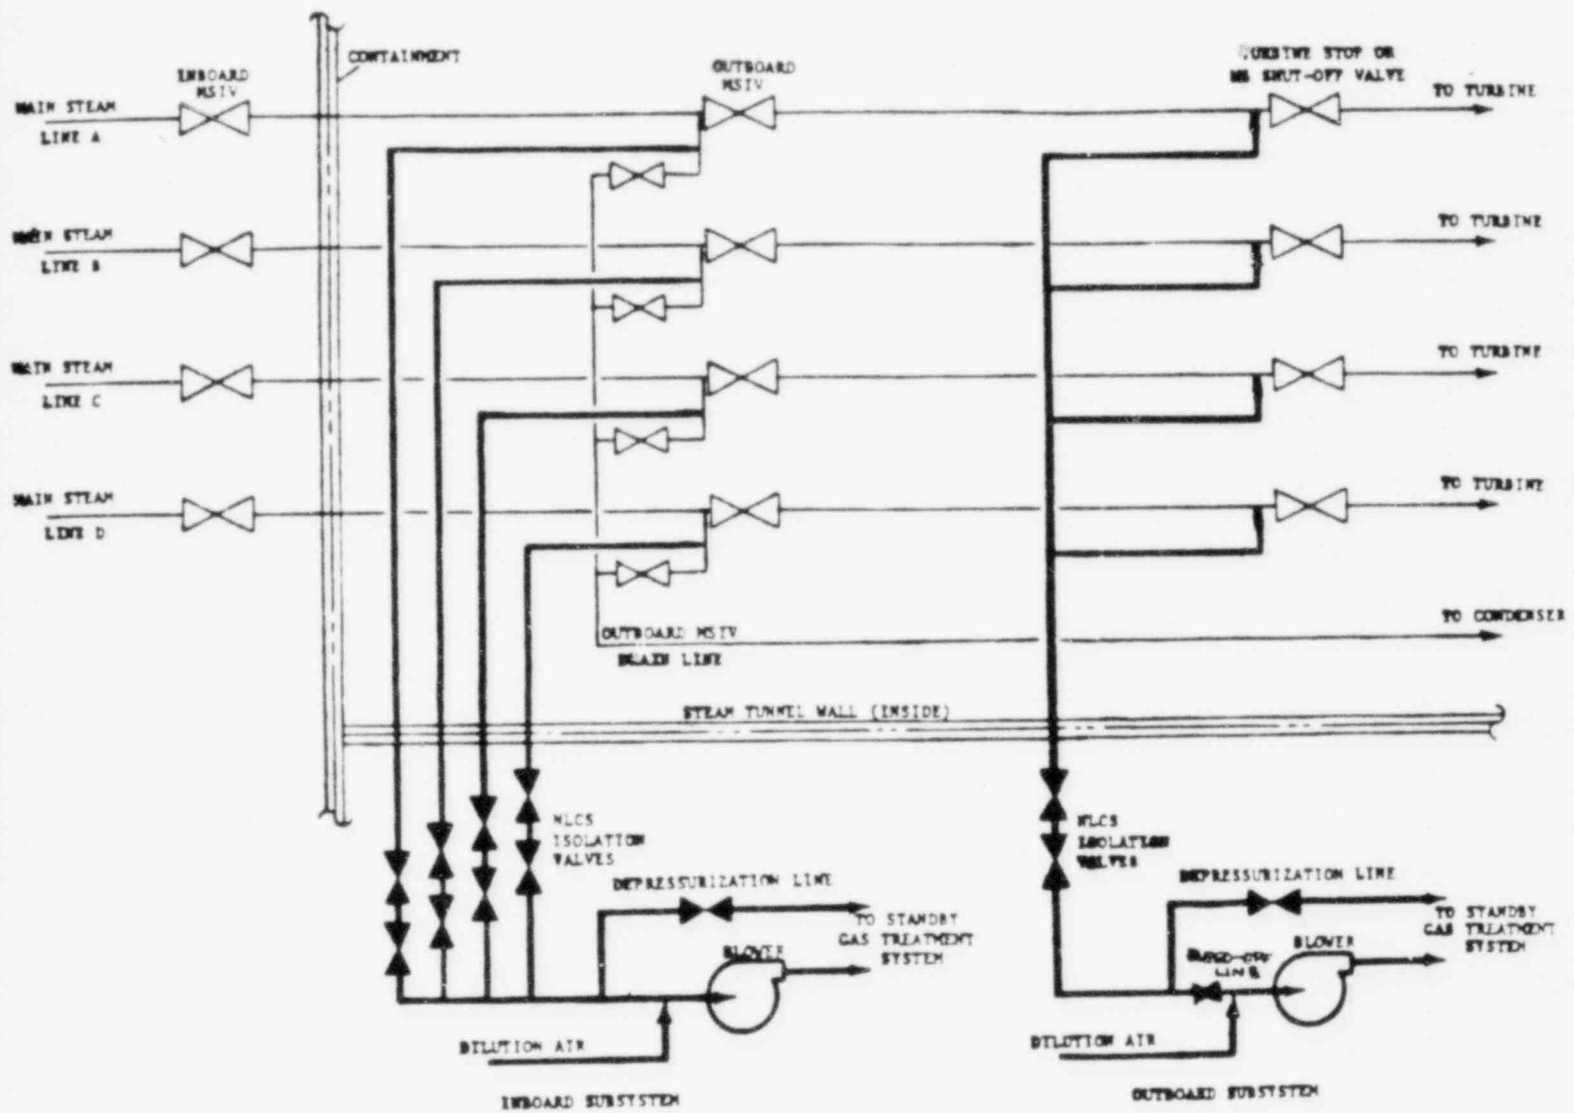 CONTAINMENT
INBOARD
MSIV
OUTBOARD
MSIV
TURBINE STOP OR
MS SHUT-OFF VALVE
MAIN STEAM
LINE A
TO TURBINE
MAIN STEAM
LINE B
TO TURBINE
MAIN STEAM
LINE C
TO TURBINE
MAIN STEAM
LINE D
TO TURBINE
OUTBOARD MSIV
DRAIN LINE
TO CONDENSER
STEAM TUNNEL WALL (INSIDE)
MLCS
ISOLATION
VALVES
MLCS
ISOLATION
VALVES
DEPRESSURIZATION LINE
TO STANDBY
GAS TREATMENT
SYSTEM
BLOWER
DEPRESSURIZATION LINE
TO STANDBY
GAS TREATMENT
SYSTEM
BLOWER
LINE
DILUTION AIR
DILUTION AIR
INBOARD SUBSYSTEM
OUTBOARD SUBSYSTEM